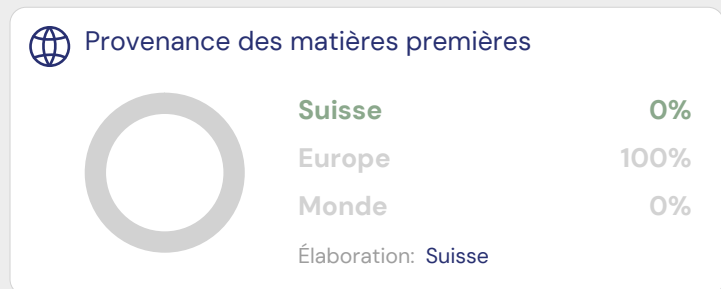 Provenance des matières premières
Suisse 0%
Europe 100%
Monde 0%
Élaboration: Suisse